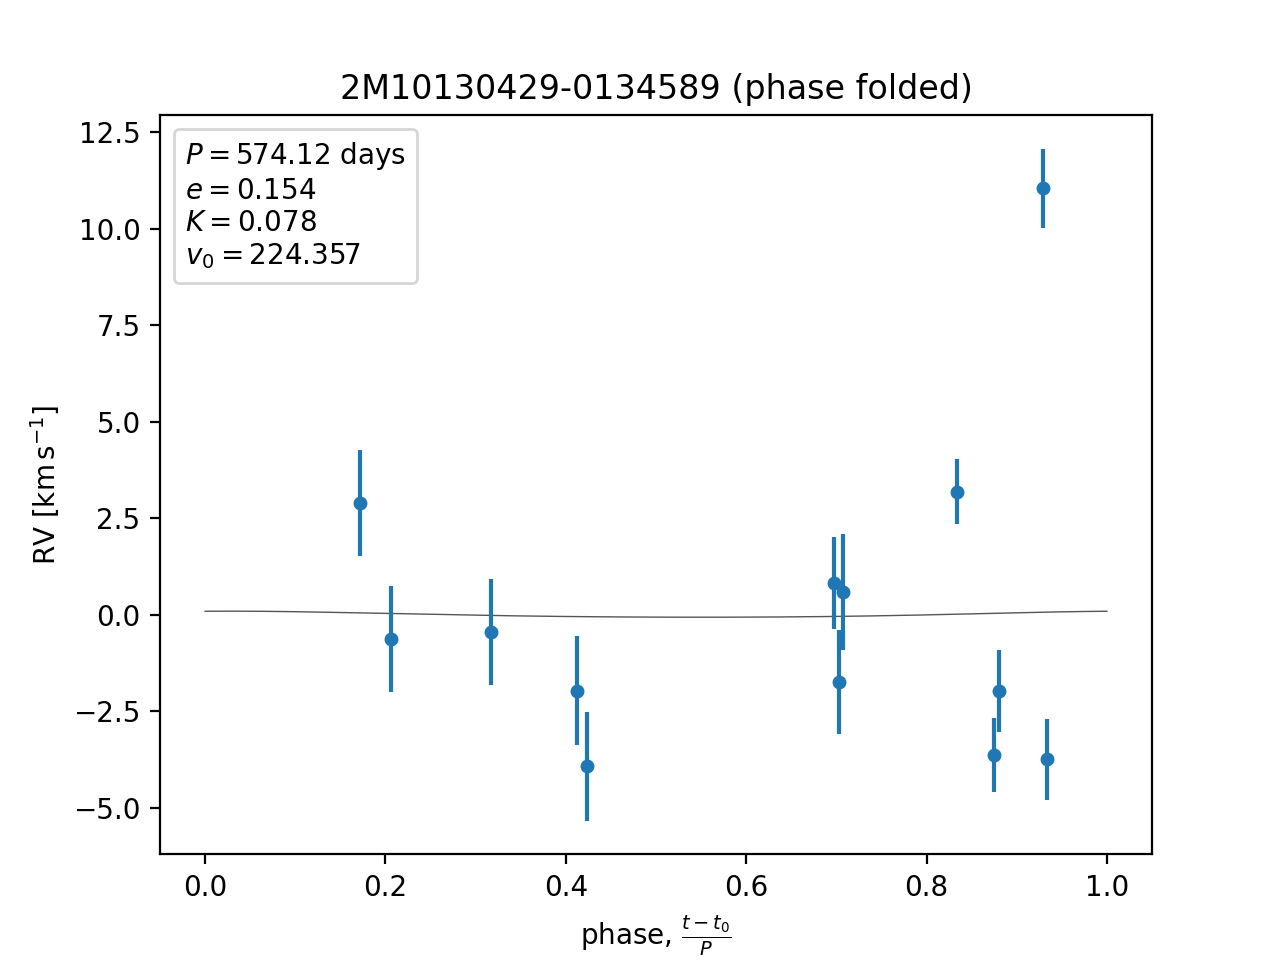 2M10130429-0134589 (phase folded)
P = 574.12 days
e = 0.154
K = 0.078
v₀ = 224.357
12.5
10.0
7.5
5.0
2.5
0.0
−2.5
−5.0
RV [km s⁻¹]
0.0 0.2 0.4 0.6 0.8 1.0
phase, (t − t₀)/P